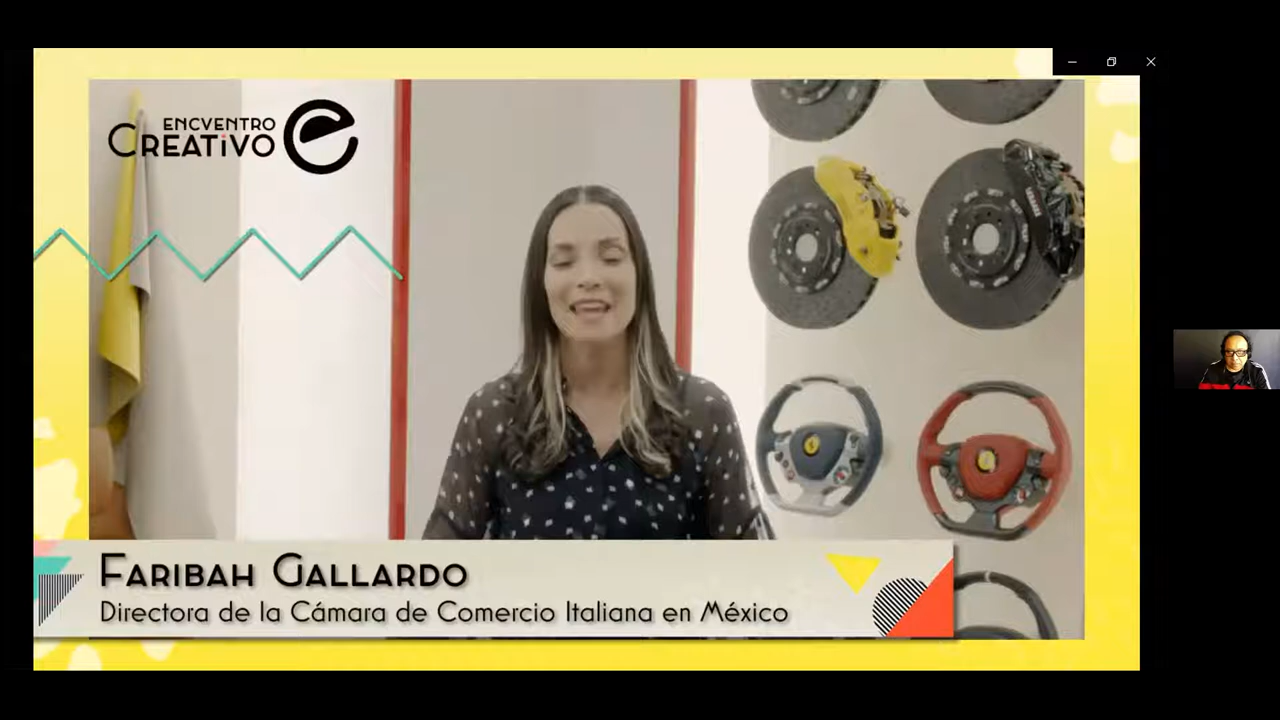 ENCVENTRO
CREATIVO
FARIBAH GALLARDO
Directora de la Cámara de Comercio Italiana en México